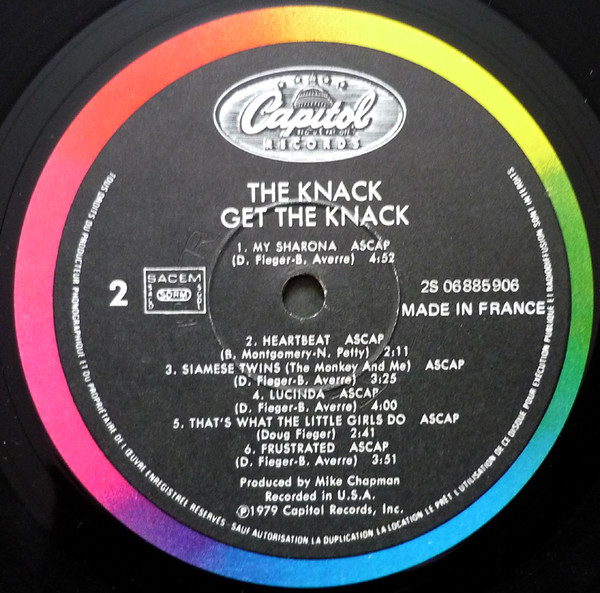 Capitol
RECORDS
THE KNACK
GET THE KNACK
1. MY SHARONA ASCAP
(D. Fieger-B. Averre) 4:52
2
SACEM
SACD
SDRM
SGDL
2S 06885906
MADE IN FRANCE
2. HEARTBEAT ASCAP
(B. Montgomery-N. Petty) 2:11
3. SIAMESE TWINS (The Monkey And Me) ASCAP
(D. Fieger-B. Averre) 3:25
4. LUCINDA ASCAP
(D. Fieger-B. Averre) 4:00
5. THAT'S WHAT THE LITTLE GIRLS DO ASCAP
(Doug Fieger) 2:41
6. FRUSTRATED ASCAP
(D. Fieger-B. Averre) 3:51
Produced by Mike Chapman
Recorded in U.S.A.
Ⓟ1979 Capitol Records, Inc.
TOUS DROITS DU PRODUCTEUR PHONOGRAPHIQUE ET DU PROPRIÉTAIRE DE L'ŒUVRE ENREGISTRÉE RÉSERVÉS - SAUF AUTORISATION LA DUPLICATION LA LOCATION LE PRÊT L'UTILISATION DE CE DISQUE POUR EXÉCUTION PUBLIQUE ET RADIODIFFUSION SONT INTERDITS